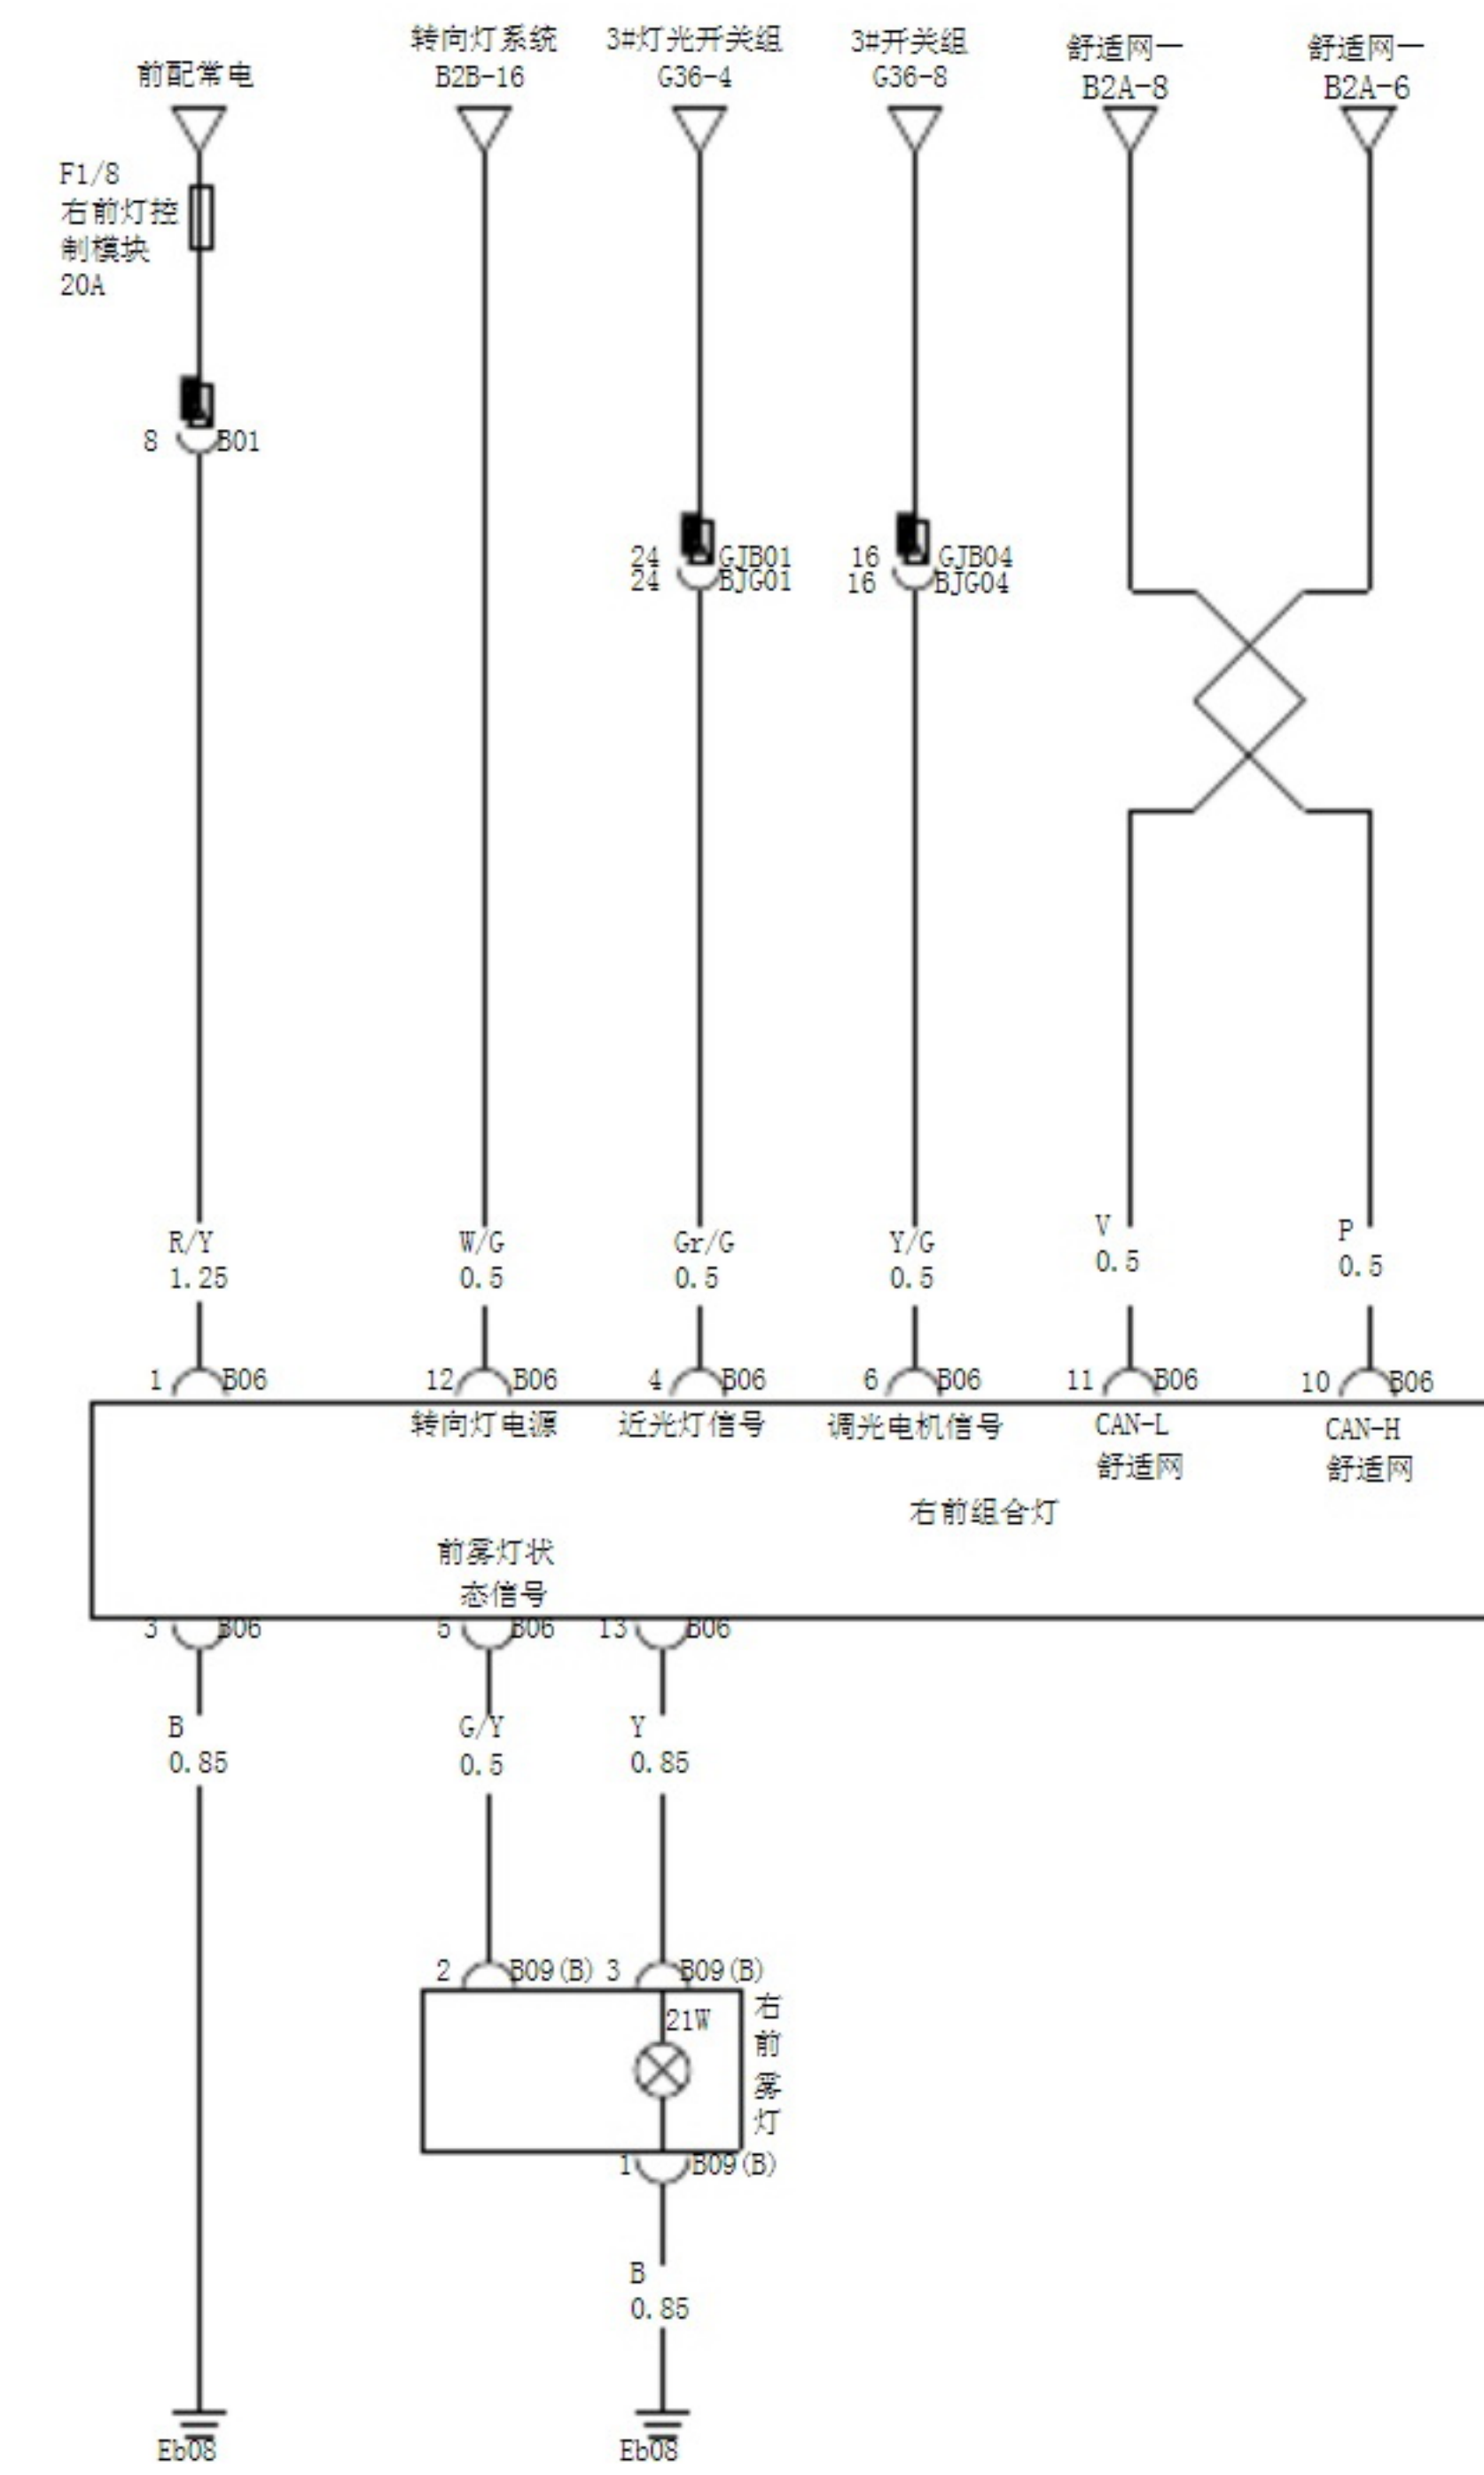 前配常电
转向灯系统
B2B-16
3#灯光开关组
G36-4
3#开关组
G36-8
舒适网一
B2A-8
舒适网一
B2A-6
F1/8
右前灯控
制模块
20A
8 B01
24 GJB01
24 BJG01
16 GJB04
16 BJG04
R/Y
1.25
W/G
0.5
Gr/G
0.5
Y/G
0.5
V
0.5
P
0.5
1 B06
12 B06
4 B06
6 B06
11 B06
10 B06
转向灯电源
近光灯信号
调光电机信号
CAN-L
舒适网
CAN-H
舒适网
右前组合灯
前雾灯状
态信号
3 B06
5 B06
13 B06
B
0.85
G/Y
0.5
Y
0.85
2 B09(B)
3 B09(B)
21W
右前雾灯
1 B09(B)
B
0.85
Eb08
Eb08